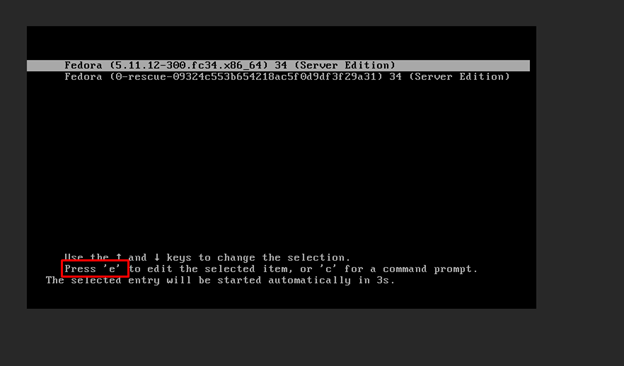 Fedora (5.11.12-300.fc34.x86_64) 34 (Server Edition)
Fedora (0-rescue-09324c553b654218ac5f0d9df3f29a31) 34 (Server Edition)
Use the ↑ and ↓ keys to change the selection.
Press 'e' to edit the selected item, or 'c' for a command prompt.
The selected entry will be started automatically in 3s.